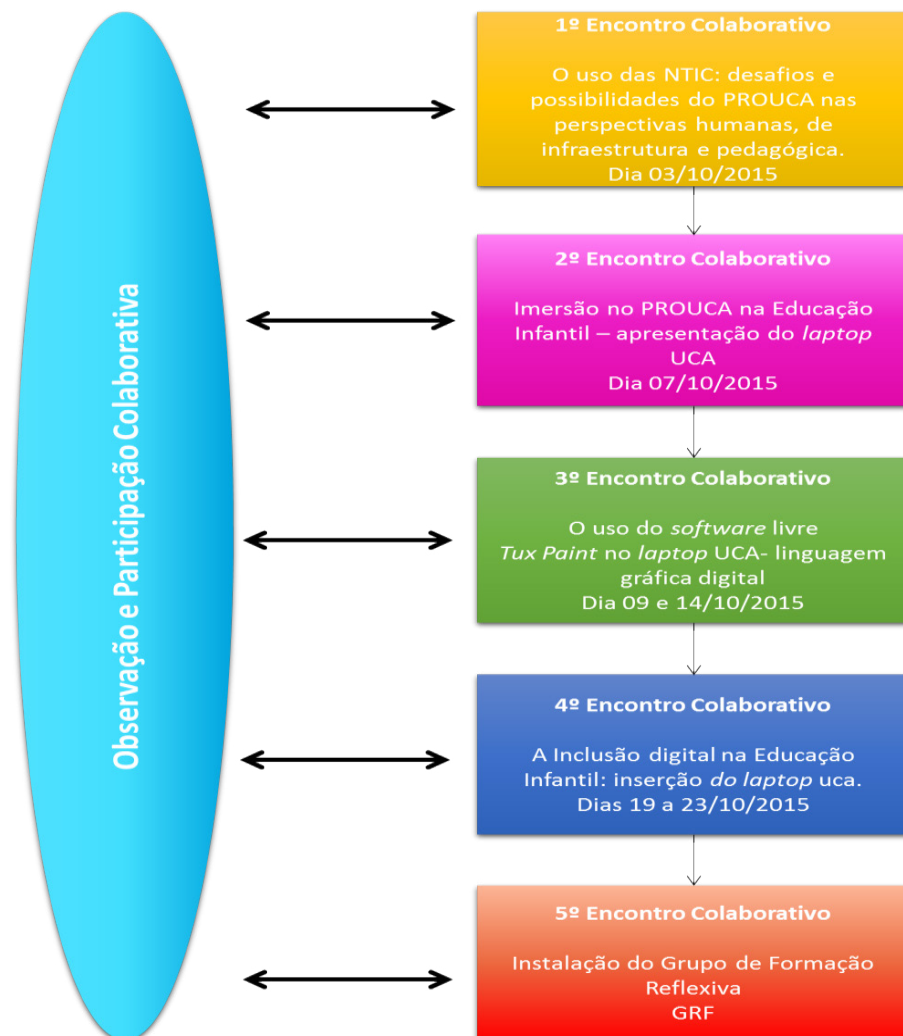 Observação e Participação Colaborativa
1º Encontro Colaborativo
O uso das NTIC: desafios e
possibilidades do PROUCA nas
perspectivas humanas, de
infraestrutura e pedagógica.
Dia 03/10/2015
2º Encontro Colaborativo
Imersão no PROUCA na Educação
Infantil – apresentação do laptop
UCA
Dia 07/10/2015
3º Encontro Colaborativo
O uso do software livre
Tux Paint no laptop UCA- linguagem
gráfica digital
Dia 09 e 14/10/2015
4º Encontro Colaborativo
A Inclusão digital na Educação
Infantil: inserção do laptop uca.
Dias 19 a 23/10/2015
5º Encontro Colaborativo
Instalação do Grupo de Formação
Reflexiva
GRF